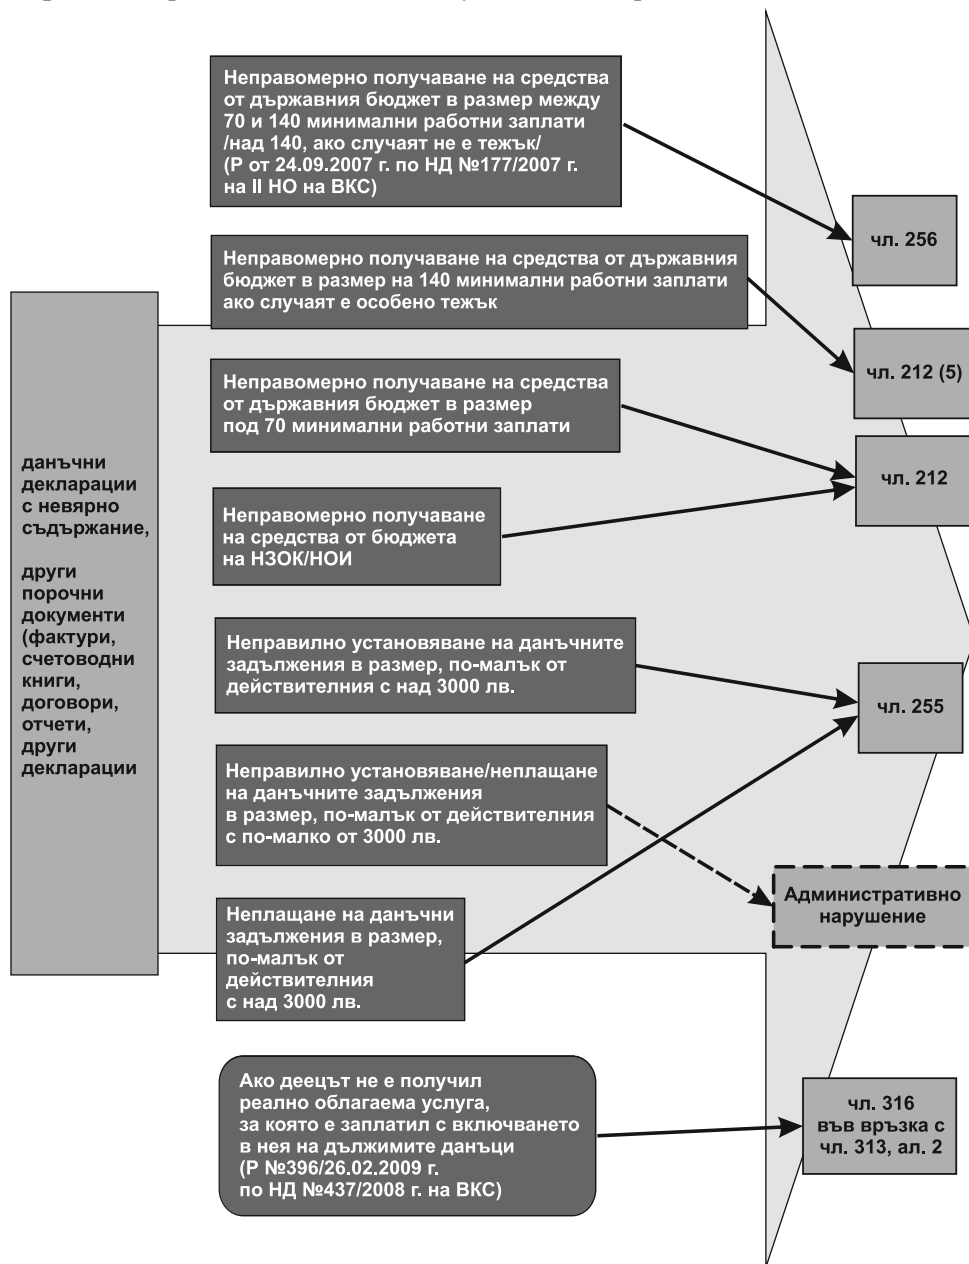 Неправомерно получаване на средства
от държавния бюджет в размер между
70 и 140 минимални работни заплати
/над 140, ако случаят не е тежък/
(Р от 24.09.2007 г. по НД №177/2007 г.
на II НО на ВКС)
чл. 256
Неправомерно получаване на средства от държавния
бюджет в размер на 140 минимални работни заплати
ако случаят е особено тежък
чл. 212 (5)
Неправомерно получаване на средства
от държавния бюджет в размер
под 70 минимални работни заплати
чл. 212
данъчни
декларации
с невярно
съдържание,
други
порочни
документи
(фактури,
счетоводни
книги,
договори,
отчети,
други
декларации
Неправомерно получаване
на средства от бюджета
на НЗОК/НОИ
Неправилно установяване на данъчните
задължения в размер, по-малък от
действителния с над 3000 лв.
чл. 255
Неправилно установяване/неплащане
на данъчните задължения
в размер, по-малък от действителния
с по-малко от 3000 лв.
Административно
нарушение
Неплащане на данъчни
задължения в размер,
по-малък от
действителния
с над 3000 лв.
Ако деецът не е получил
реално облагаема услуга,
за която е заплатил с включването
в нея на дължимите данъци
(Р №396/26.02.2009 г.
по НД №437/2008 г. на ВКС)
чл. 316
във връзка с
чл. 313, ал. 2